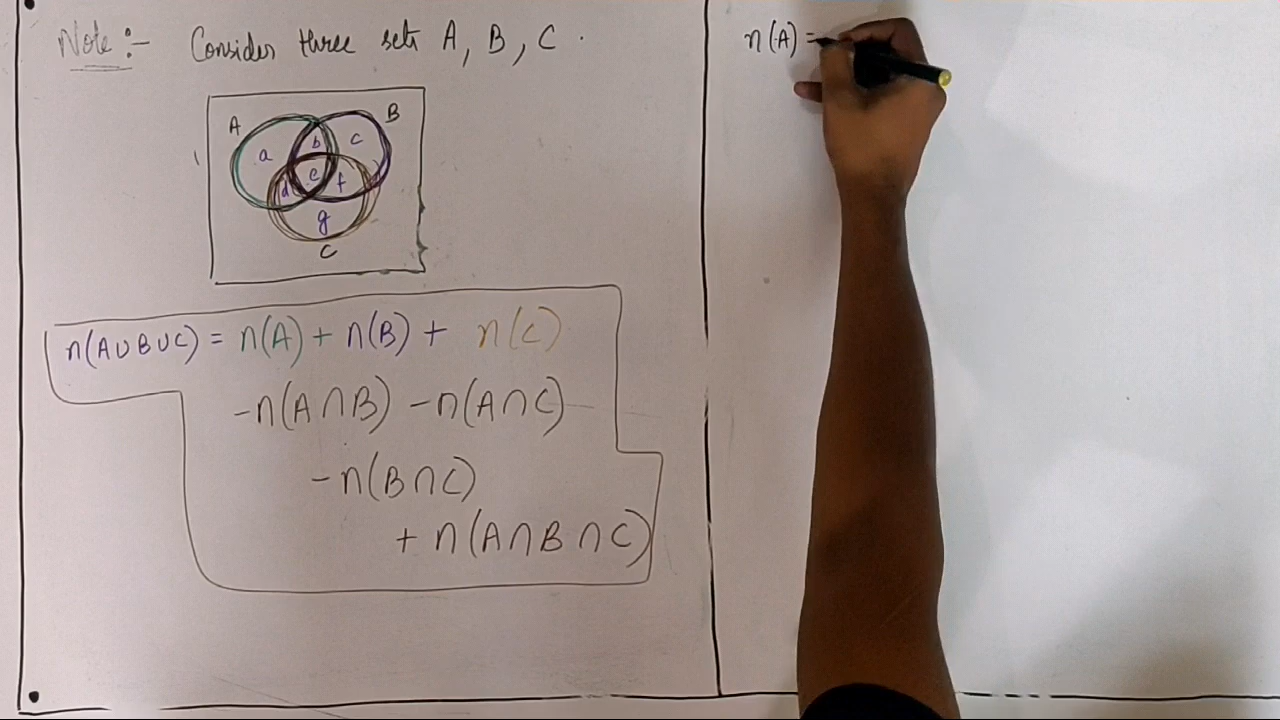 Note :- Consider three sets A, B, C .
A
B
a
b
c
d
e
f
g
C
n(A∪B∪C) = n(A) + n(B) + n(C)
-n(A∩B) -n(A∩C)
-n(B∩C)
+ n(A∩B∩C)
n(A) =